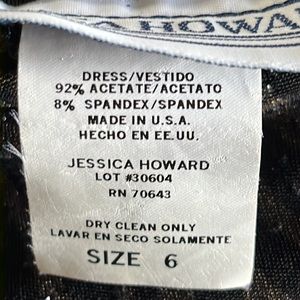 A HOWA
DRESS/VESTIDO
92% ACETATE/ACETATO
8% SPANDEX/SPANDEX
MADE IN U.S.A.
HECHO EN EE.UU.
JESSICA HOWARD
LOT #30604
RN 70643
DRY CLEAN ONLY
LAVAR EN SECO SOLAMENTE
SIZE 6